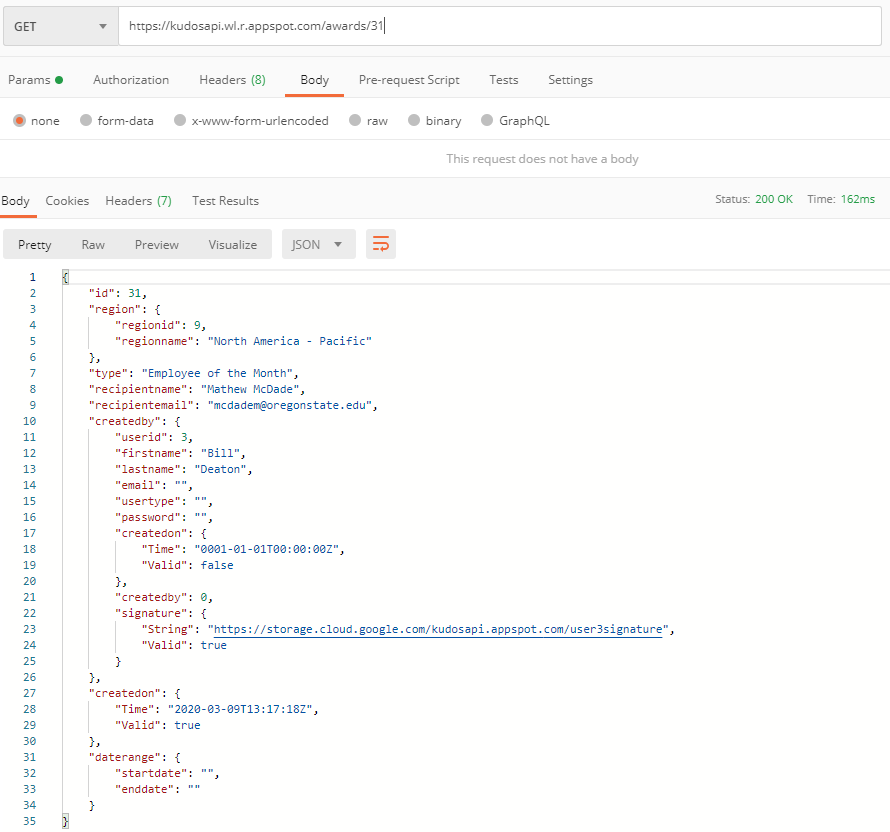 GET https://kudosapi.wl.r.appspot.com/awards/31
Params Authorization Headers (8) Body Pre-request Script Tests Settings
none form-data x-www-form-urlencoded raw binary GraphQL
This request does not have a body
Body Cookies Headers (7) Test Results Status: 200 OK Time: 162ms
Pretty Raw Preview Visualize JSON
1 {
2 "id": 31,
3 "region": {
4 "regionid": 9,
5 "regionname": "North America - Pacific"
6 },
7 "type": "Employee of the Month",
8 "recipientname": "Mathew McDade",
9 "recipientemail": "mcdadem@oregonstate.edu",
10 "createdby": {
11 "userid": 3,
12 "firstname": "Bill",
13 "lastname": "Deaton",
14 "email": "",
15 "usertype": "",
16 "password": "",
17 "createdon": {
18 "Time": "0001-01-01T00:00:00Z",
19 "Valid": false
20 },
21 "createdby": 0,
22 "signature": {
23 "String": "https://storage.cloud.google.com/kudosapi.appspot.com/user3signature",
24 "Valid": true
25 }
26 },
27 "createdon": {
28 "Time": "2020-03-09T13:17:18Z",
29 "Valid": true
30 },
31 "daterange": {
32 "startdate": "",
33 "enddate": ""
34 }
35 }